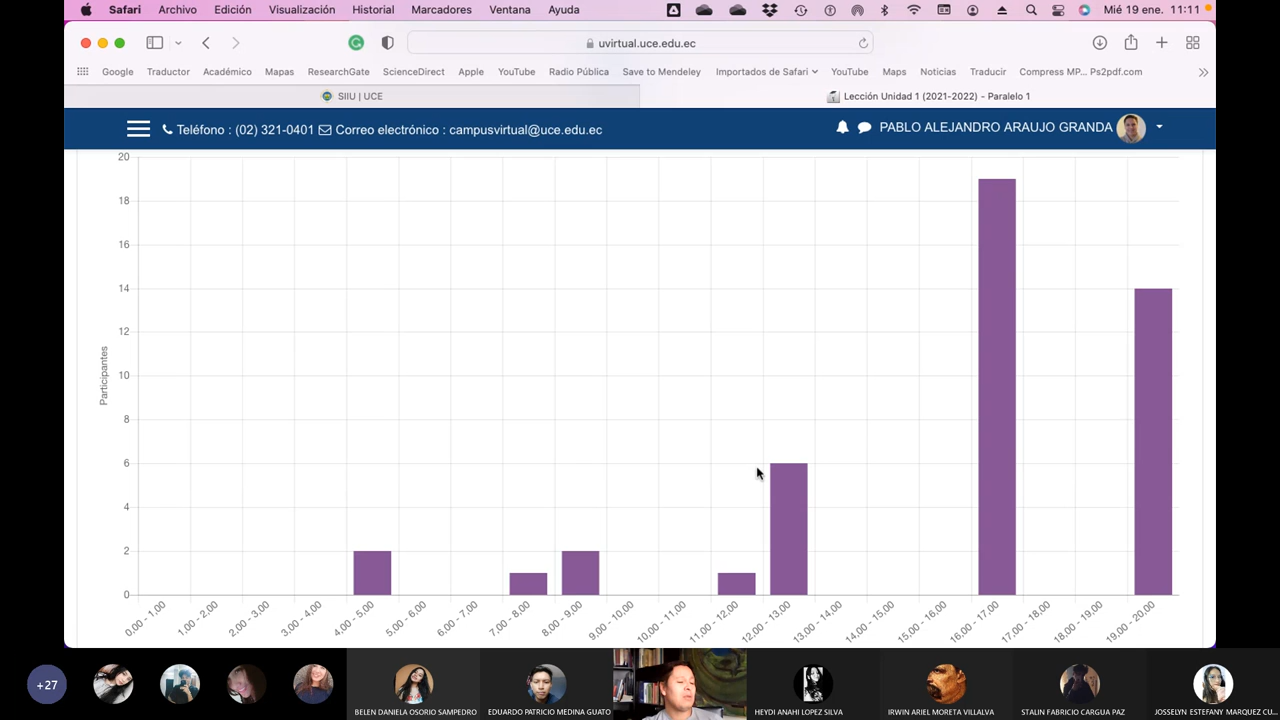 Safari Archivo Edición Visualización Historial Marcadores Ventana Ayuda Mié 19 ene. 11:11
uvirtual.uce.edu.ec
Google Traductor Académico Mapas ResearchGate ScienceDirect Apple YouTube Radio Pública Save to Mendeley Importados de Safari YouTube Maps Noticias Traducir Compress MP... Ps2pdf.com
SIIU | UCE Lección Unidad 1 (2021-2022) - Paralelo 1
Teléfono : (02) 321-0401 Correo electrónico : campusvirtual@uce.edu.ec PABLO ALEJANDRO ARAUJO GRANDA
20
18
16
14
12
10
8
6
4
2
0
Participantes
0,00 - 1,00 1,00 - 2,00 2,00 - 3,00 3,00 - 4,00 4,00 - 5,00 5,00 - 6,00 6,00 - 7,00 7,00 - 8,00 8,00 - 9,00 9,00 - 10,00 10,00 - 11,00 11,00 - 12,00 12,00 - 13,00 13,00 - 14,00 14,00 - 15,00 15,00 - 16,00 16,00 - 17,00 17,00 - 18,00 18,00 - 19,00 19,00 - 20,00
+27
BELEN DANIELA OSORIO SAMPEDRO EDUARDO PATRICIO MEDINA GUATO HEYDI ANAHI LOPEZ SILVA IRWIN ARIEL MORETA VILLALVA STALIN FABRICIO CARGUA PAZ JOSSELYN ESTEFANY MARQUEZ CU...